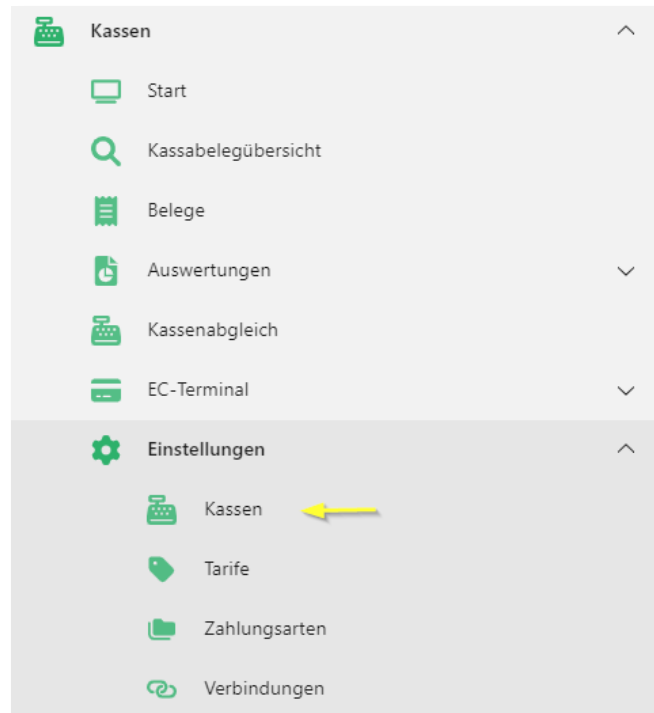 Kassen
Start
Kassabelegübersicht
Belege
Auswertungen
Kassenabgleich
EC-Terminal
Einstellungen
Kassen
Tarife
Zahlungsarten
Verbindungen